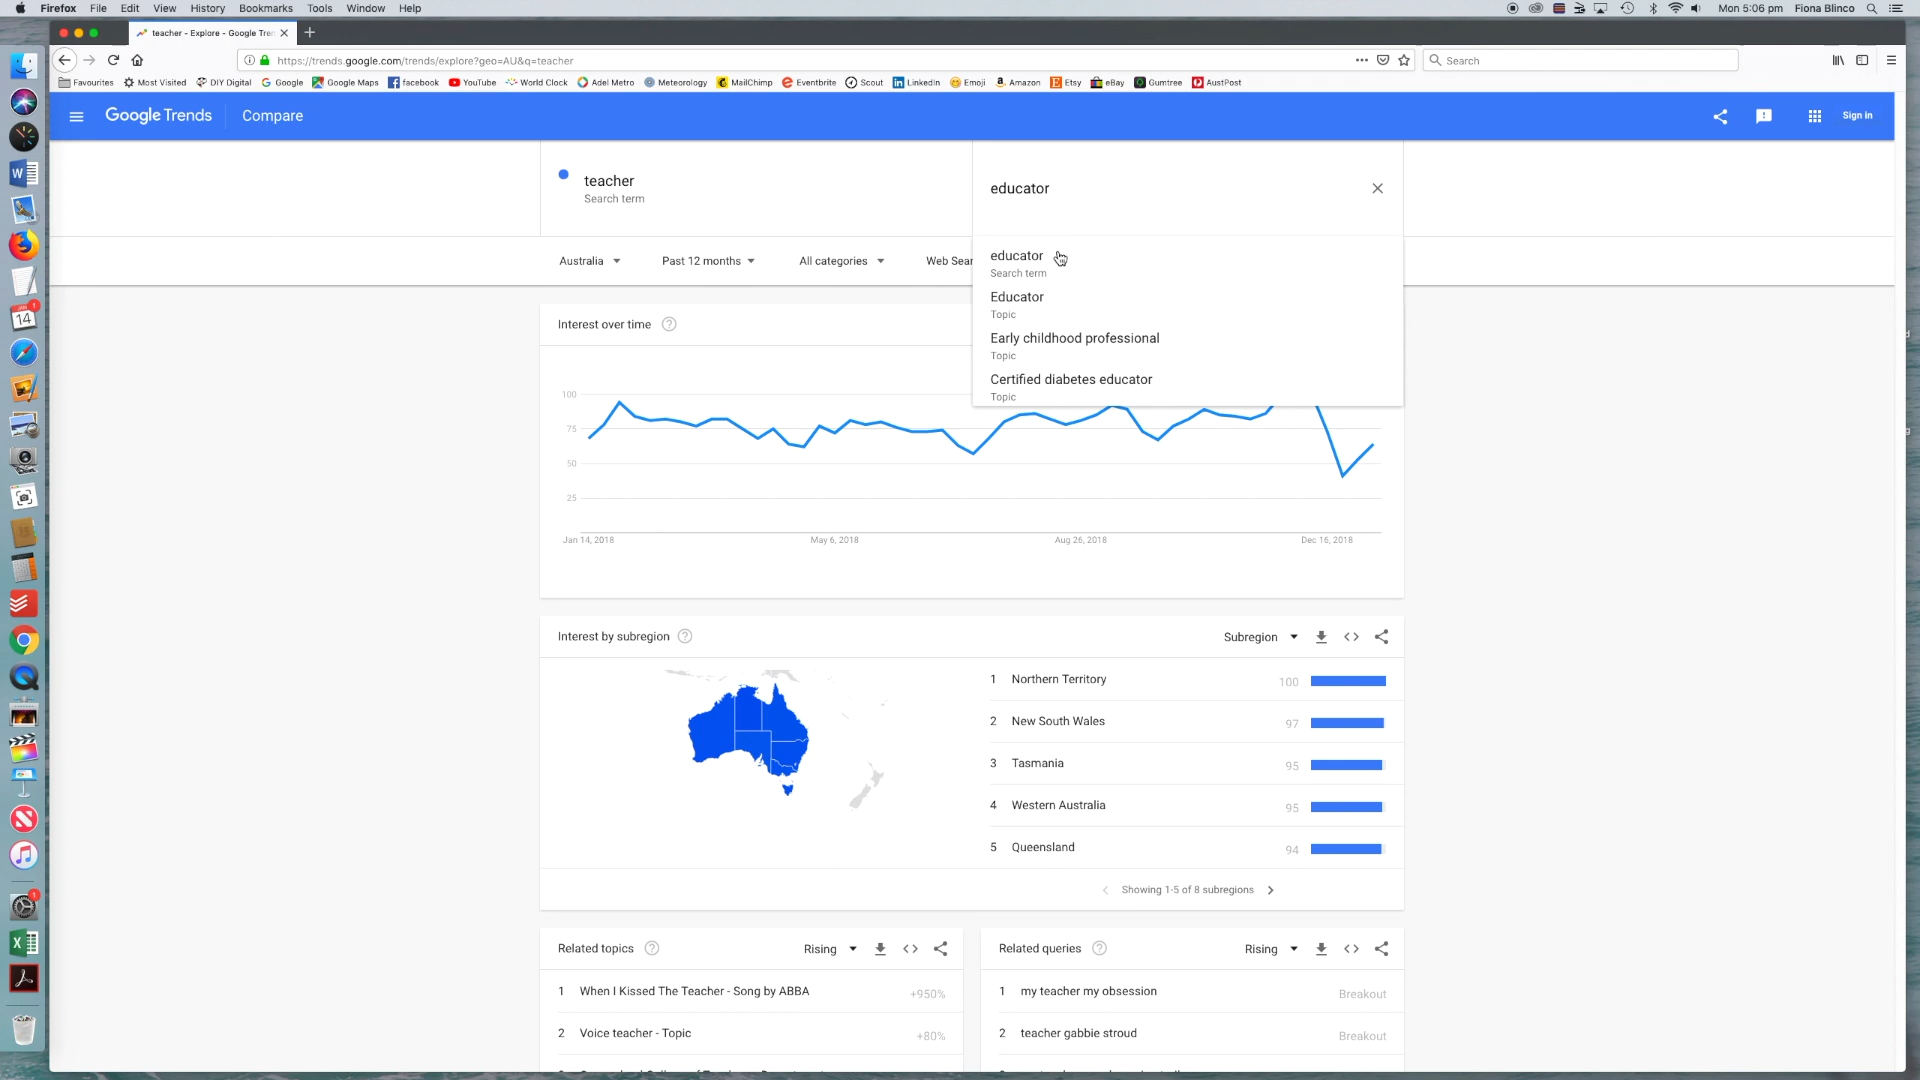 Firefox File Edit View History Bookmarks Tools Window Help Mon 5:06 pm Fiona Blinco
teacher - Explore - Google Tren
https://trends.google.com/trends/explore?geo=AU&q=teacher Search
Favourites Most Visited DIY Digital Google Google Maps facebook YouTube World Clock Adel Metro Meteorology MailChimp Eventbrite Scout LinkedIn Emoji Amazon Etsy eBay Gumtree AustPost
Google Trends Compare Sign in
teacher
Search term
educator
Australia Past 12 months All categories Web Sear
educator
Search term
Educator
Topic
Early childhood professional
Topic
Certified diabetes educator
Topic
Interest over time
100
75
50
25
Jan 14, 2018 May 6, 2018 Aug 26, 2018 Dec 16, 2018
Interest by subregion Subregion
1 Northern Territory 100
2 New South Wales 97
3 Tasmania 95
4 Western Australia 95
5 Queensland 94
Showing 1-5 of 8 subregions
Related topics Rising
1 When I Kissed The Teacher - Song by ABBA +950%
2 Voice teacher - Topic +80%
Related queries Rising
1 my teacher my obsession Breakout
2 teacher gabbie stroud Breakout
JAN
14
1
1